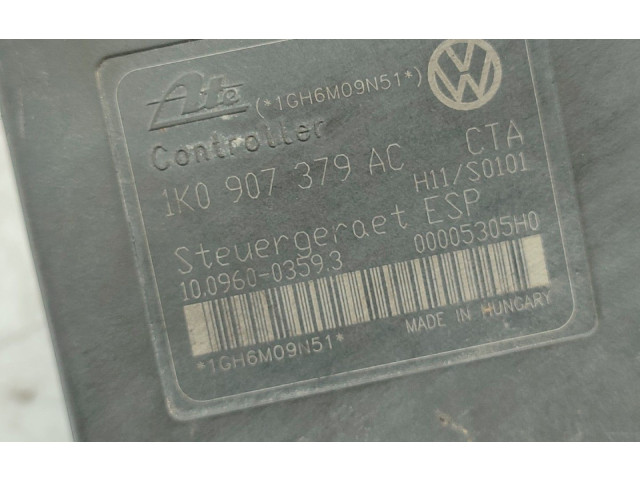 Ate (*1GH6M09N51*)
Controller
1K0 907 379 AC CTA
H11/S0101
Steuergeraet ESP
10.0960-0359.3 00005305H0
*1GH6M09N51* MADE IN HUNGARY